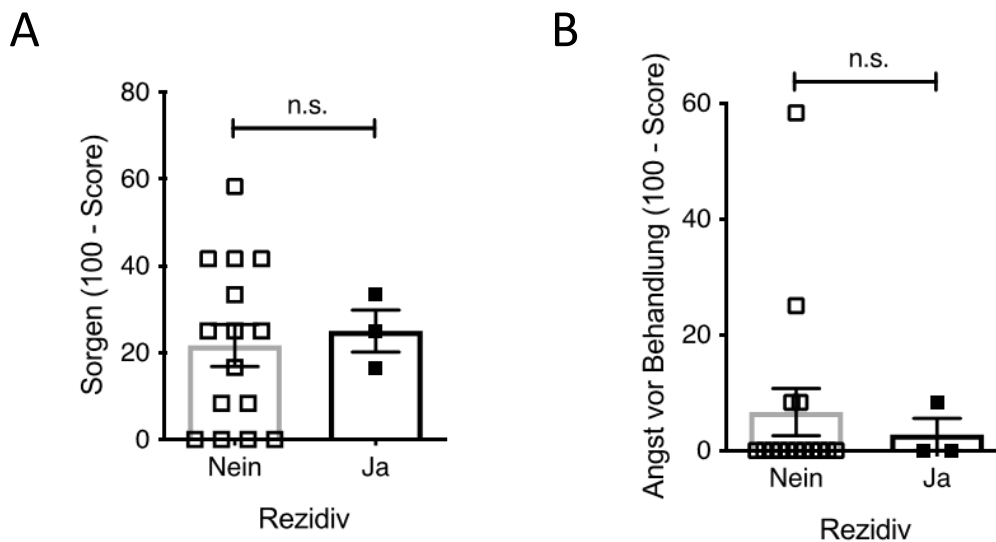 A
Sorgen (100 - Score)
80
60
40
20
0
n.s.
Nein
Ja
Rezidiv
B
Angst vor Behandlung (100 - Score)
60
40
20
0
n.s.
Nein
Ja
Rezidiv